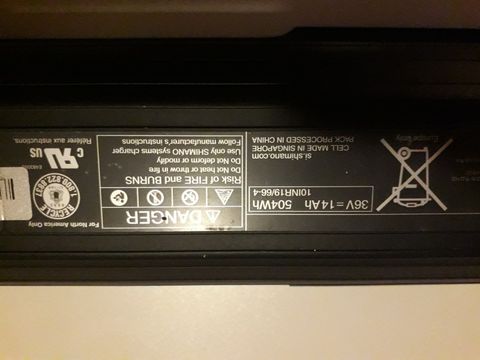 Europe only
36V⎓14Ah 504Wh
10INR19/66-4
si.shimano.com
CELL MADE IN
SINGAPORE
PACK PROCESSED
IN CHINA
DANGER
Risk of FIRE and BURNS
Do not heat or throw in fire
Do not deform or modify
Use only SHIMANO systems charger
Follow manufacturer's instructions
For North America Only
RECYCLE
1.800.822.8837
C UL US
Référer aux instructions.